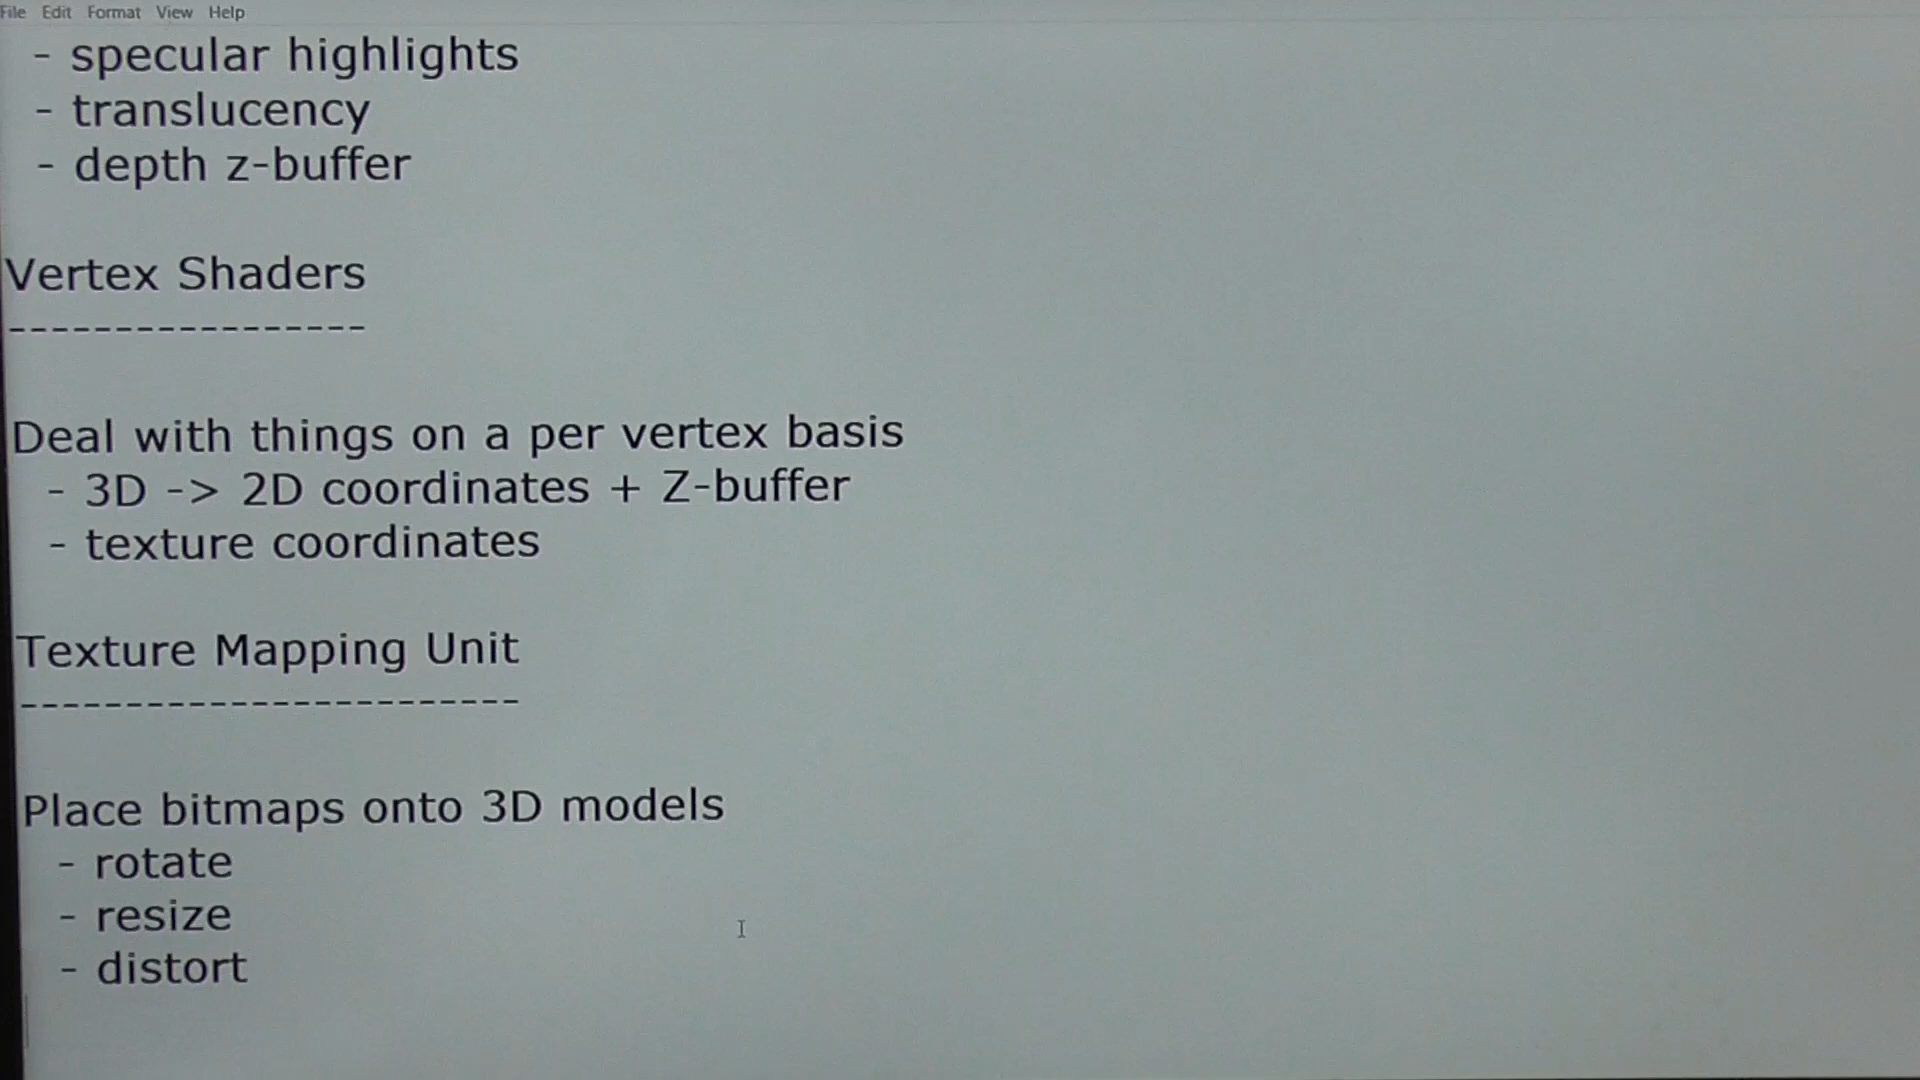 File Edit Format View Help
- specular highlights
- translucency
- depth z-buffer
Vertex Shaders
-----------------
Deal with things on a per vertex basis
- 3D -> 2D coordinates + Z-buffer
- texture coordinates
Texture Mapping Unit
------------------------
Place bitmaps onto 3D models
- rotate
- resize
- distort